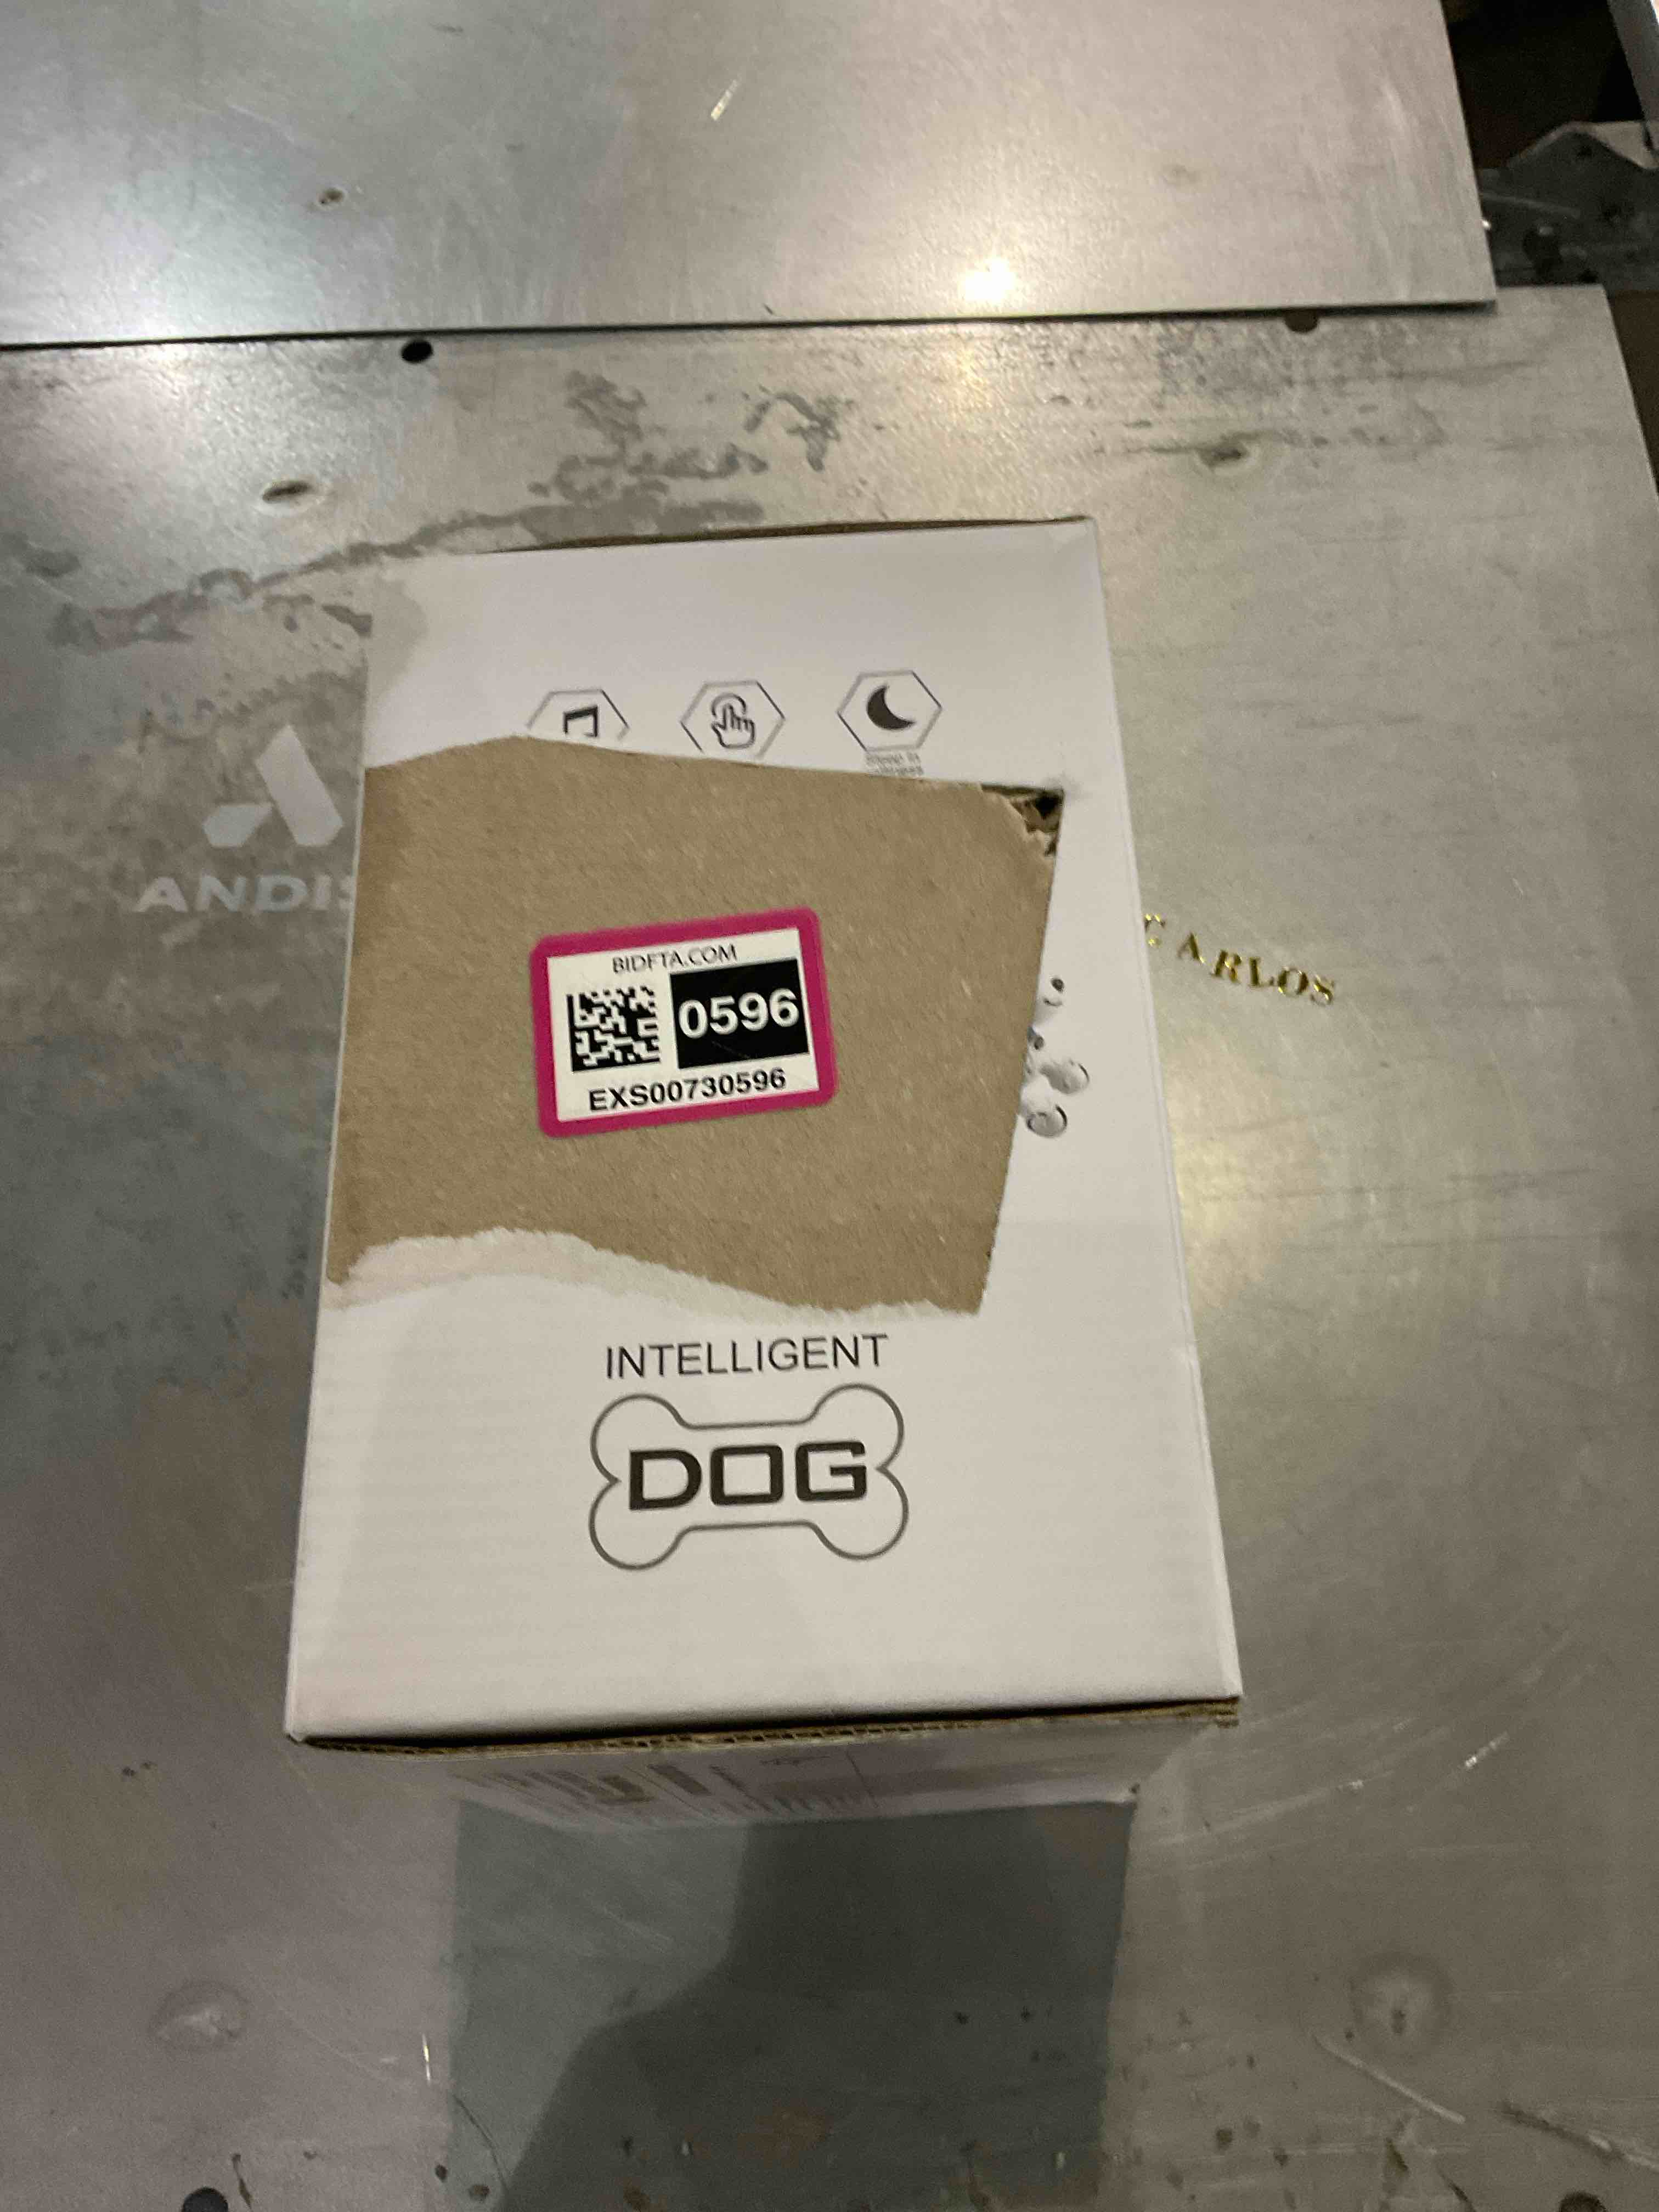 ANDIS
BIDFTA.COM
0596
EXS00730596
CARLOS
INTELLIGENT
DOG